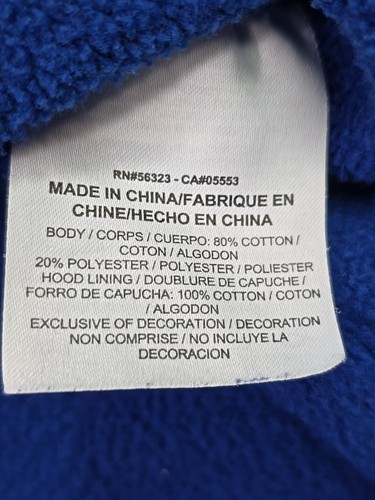 RN#56323 - CA#05553
MADE IN CHINA/FABRIQUE EN
CHINE/HECHO EN CHINA
BODY / CORPS / CUERPO: 80% COTTON /
COTON / ALGODON
20% POLYESTER / POLYESTER / POLIESTER
HOOD LINING / DOUBLURE DE CAPUCHE /
FORRO DE CAPUCHA: 100% COTTON / COTON
/ ALGODON
EXCLUSIVE OF DECORATION / DECORATION
NON COMPRISE / NO INCLUYE LA
DECORACION